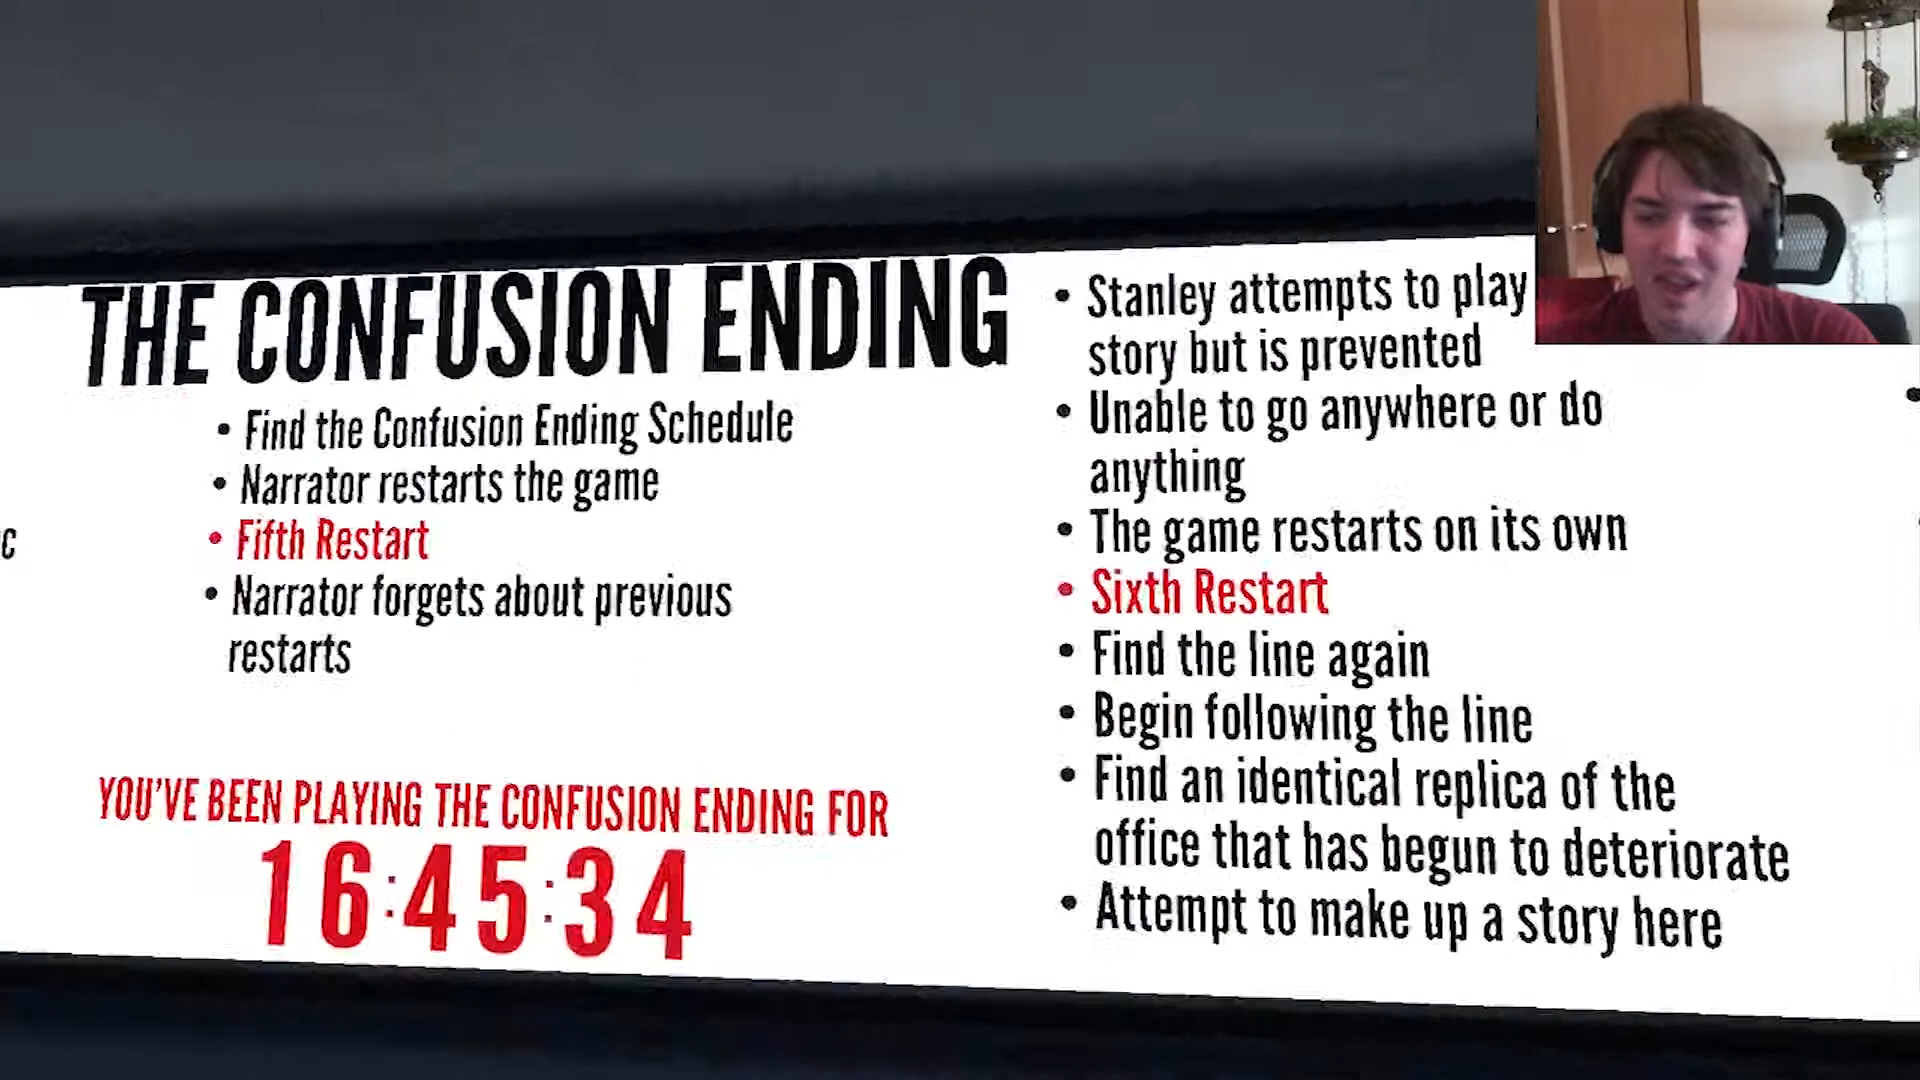 THE CONFUSION ENDING
• Find the Confusion Ending Schedule
• Narrator restarts the game
• Fifth Restart
• Narrator forgets about previous
restarts
YOU'VE BEEN PLAYING THE CONFUSION ENDING FOR
16:45:34
• Stanley attempts to play
story but is prevented
• Unable to go anywhere or do
anything
• The game restarts on its own
• Sixth Restart
• Find the line again
• Begin following the line
• Find an identical replica of the
office that has begun to deteriorate
• Attempt to make up a story here